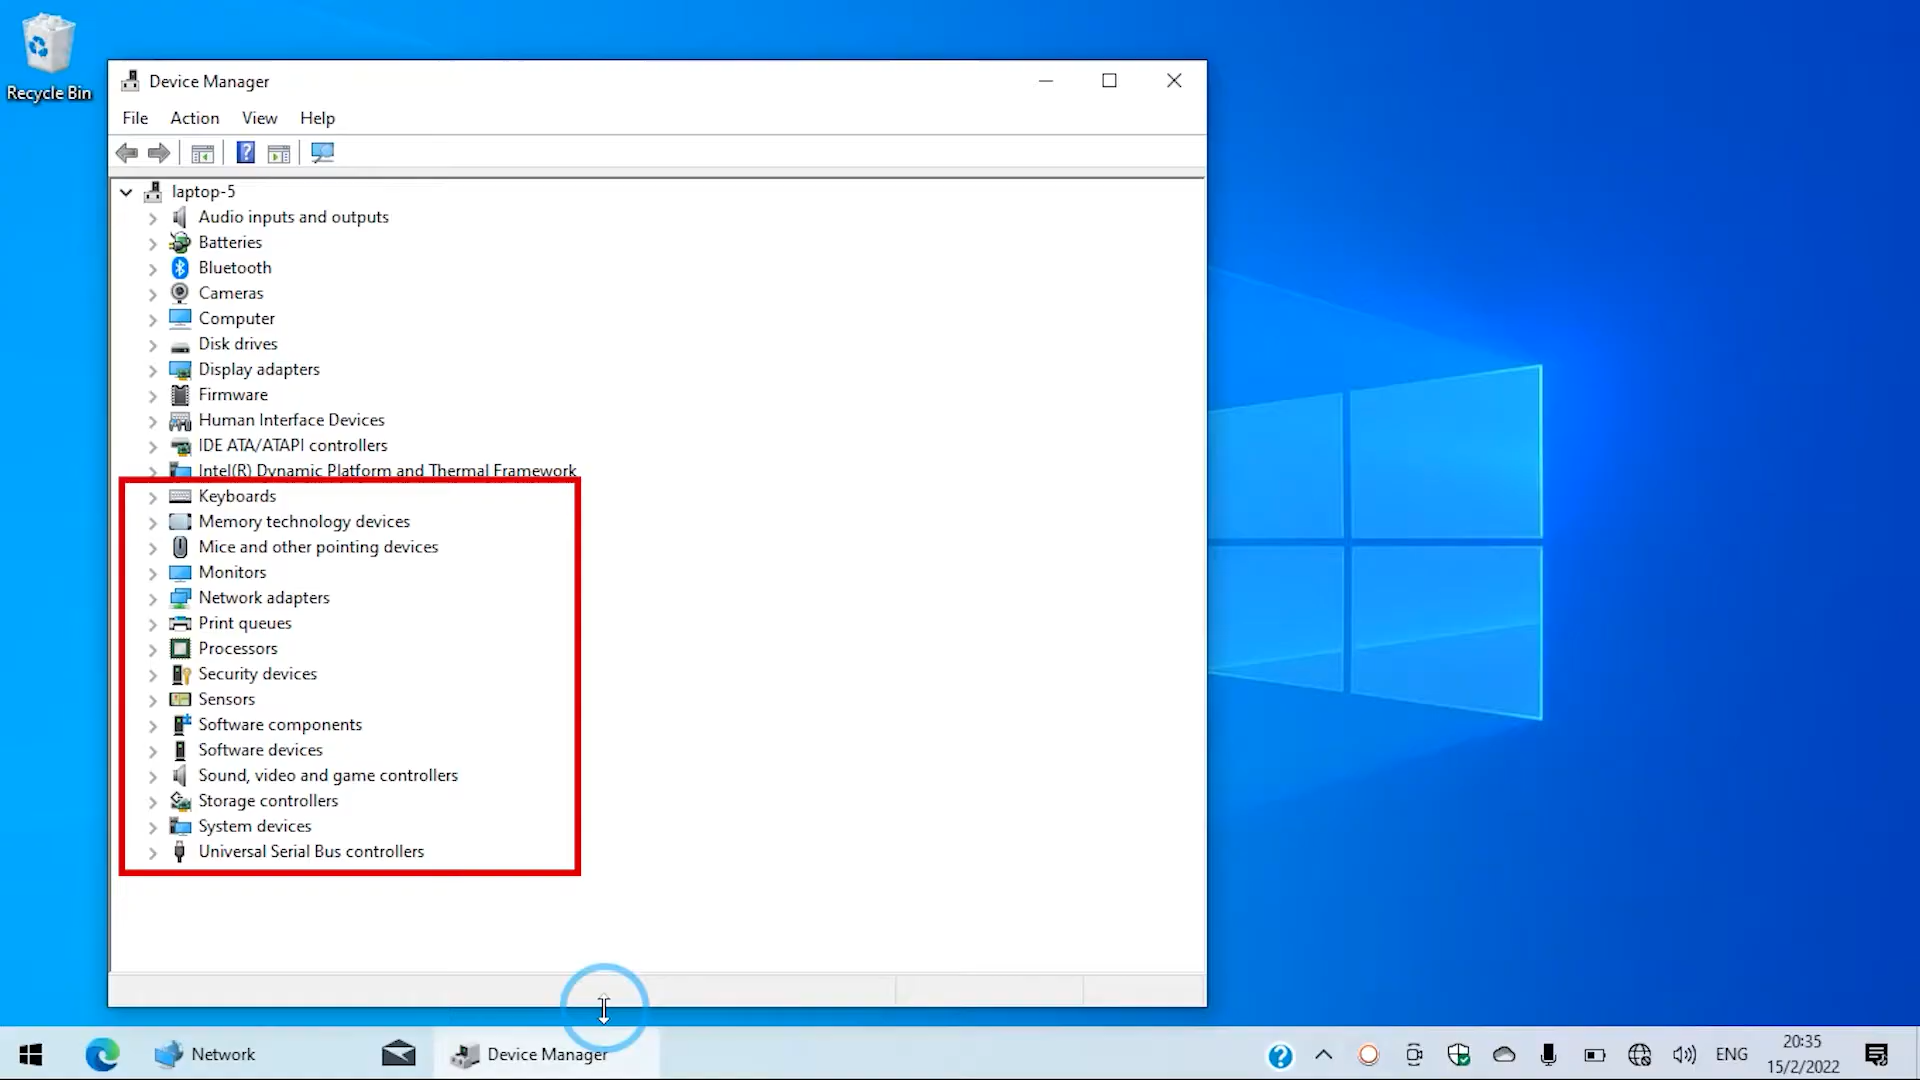 Recycle Bin
Device Manager
File Action View Help
laptop-5
Audio inputs and outputs
Batteries
Bluetooth
Cameras
Computer
Disk drives
Display adapters
Firmware
Human Interface Devices
IDE ATA/ATAPI controllers
Intel(R) Dynamic Platform and Thermal Framework
Keyboards
Memory technology devices
Mice and other pointing devices
Monitors
Network adapters
Print queues
Processors
Security devices
Sensors
Software components
Software devices
Sound, video and game controllers
Storage controllers
System devices
Universal Serial Bus controllers
Network
Device Manager
ENG
20:35
15/2/2022